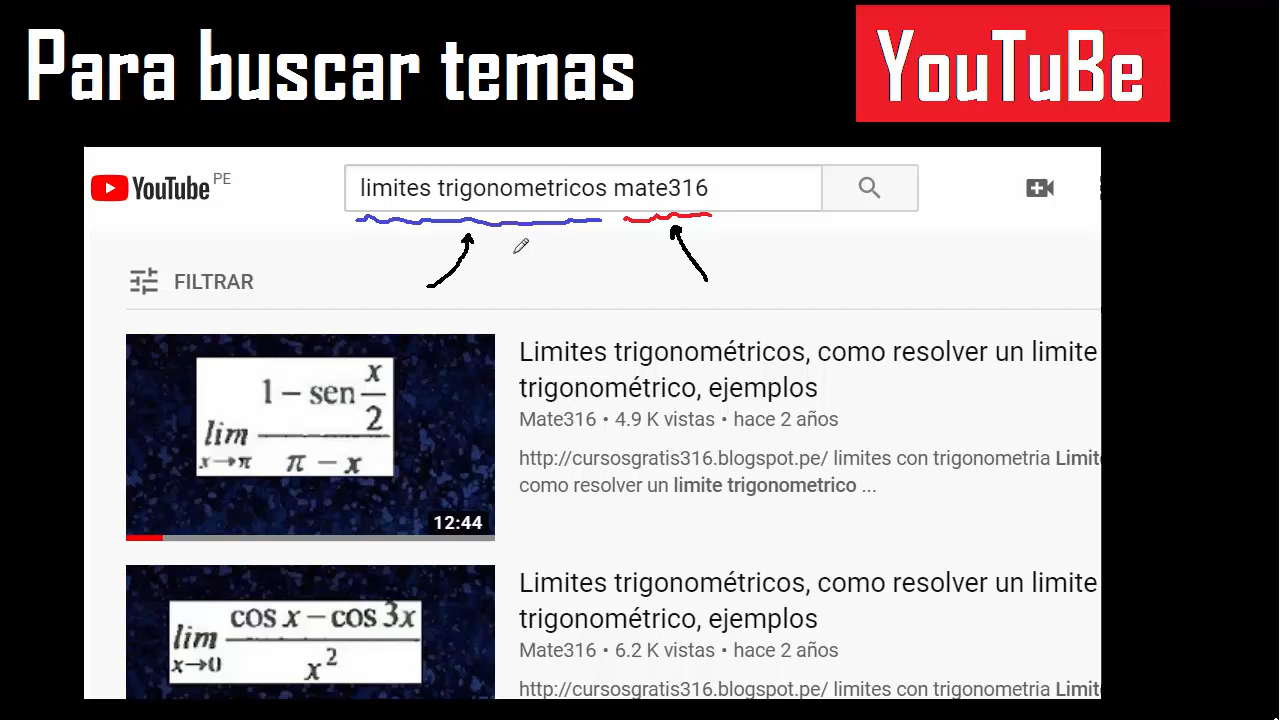 Para buscar temas
YouTuBe
YouTube PE
limites trigonometricos mate316
FILTRAR
Limites trigonométricos, como resolver un limite
trigonométrico, ejemplos
Mate316 • 4.9 K vistas • hace 2 años
http://cursosgratis316.blogspot.pe/ limites con trigonometria Limit
como resolver un limite trigonometrico ...
lim x→π 1 – sen x/2 / π – x
12:44
Limites trigonométricos, como resolver un limite
trigonométrico, ejemplos
Mate316 • 6.2 K vistas • hace 2 años
http://cursosgratis316.blogspot.pe/ limites con trigonometria Limit
lim x→0 cos x – cos 3x / x²